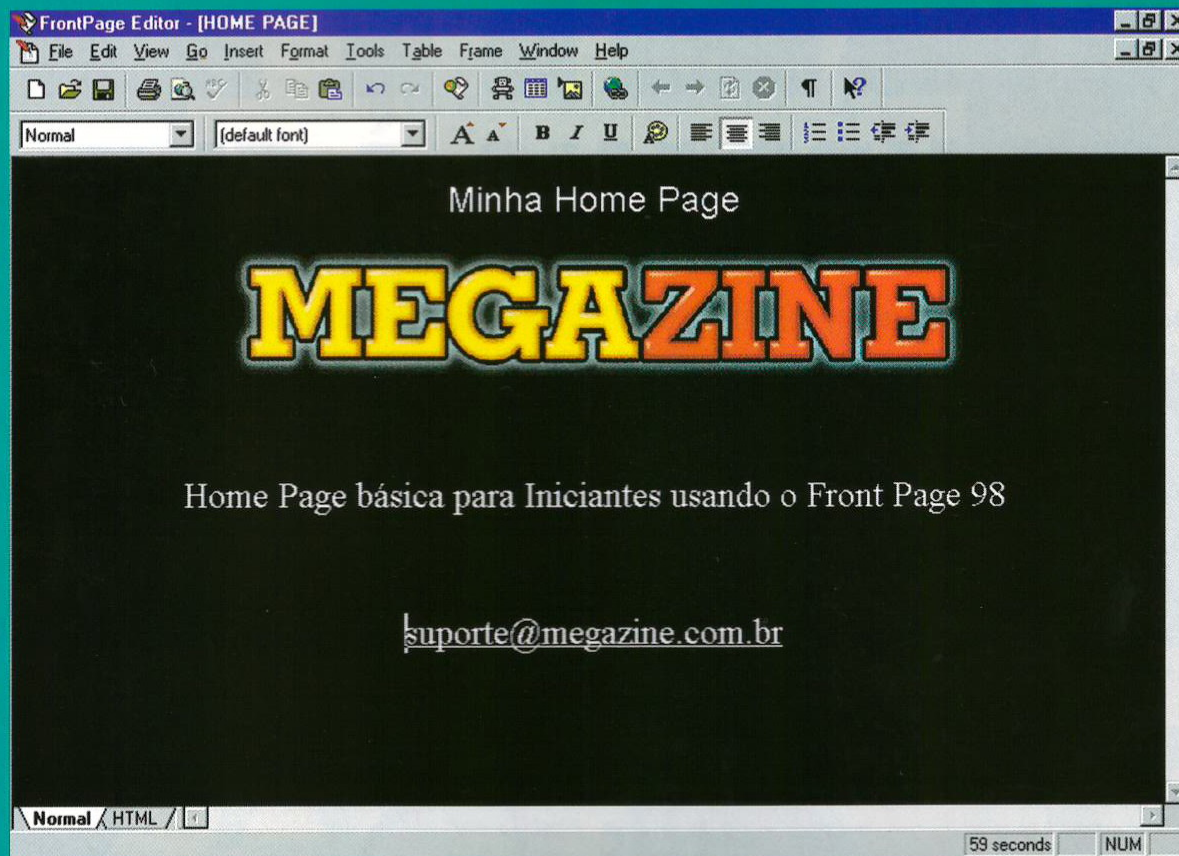 FrontPage Editor - [HOME PAGE]
File Edit View Go Insert Format Tools Table Frame Window Help
Normal (default font) A A B I U
Minha Home Page
MEGAZINE
Home Page básica para Iniciantes usando o Front Page 98
suporte@megazine.com.br
Normal HTML
59 seconds NUM